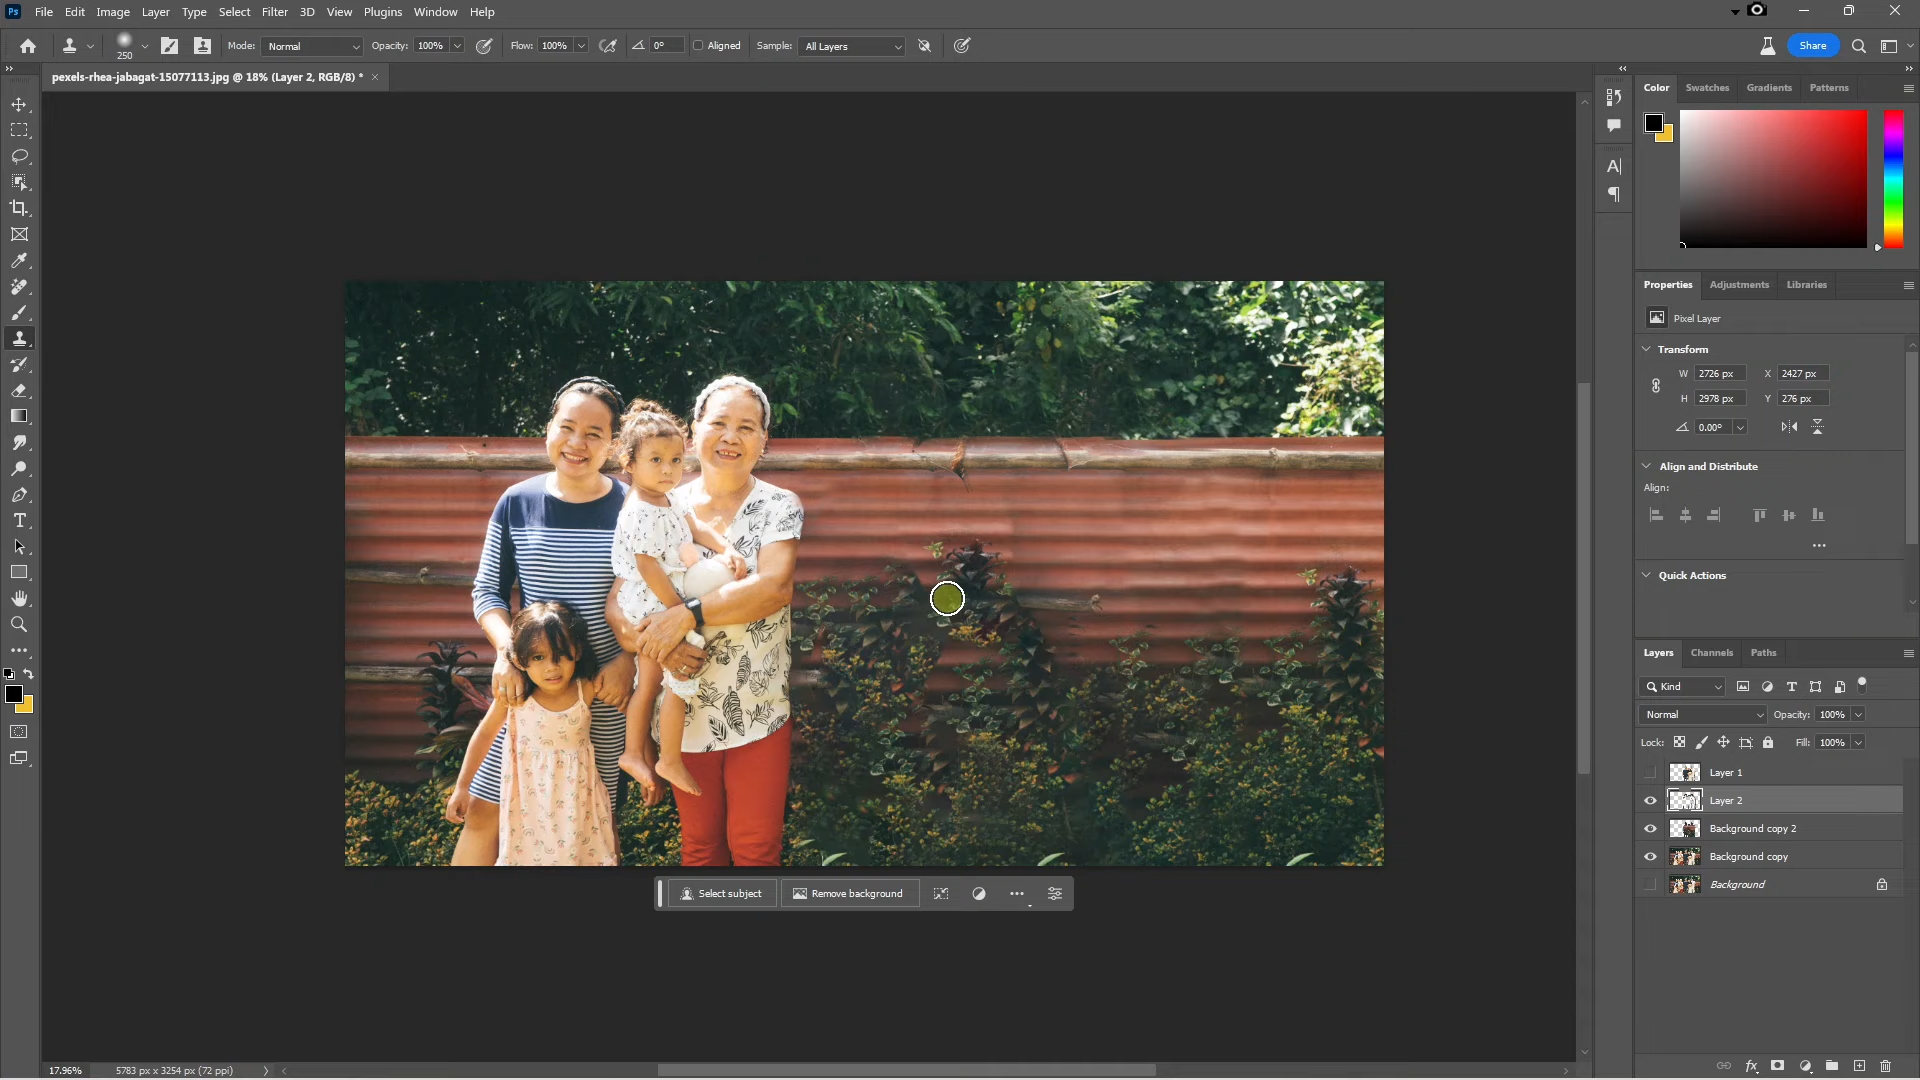 Ps File Edit Image Layer Type Select Filter 3D View Plugins Window Help
250 Mode: Normal Opacity: 100% Flow: 100% 0° Aligned Sample: All Layers Share
pexels-rhea-jabagat-15077113.jpg @ 18% (Layer 2, RGB/8) *
Color Swatches Gradients Patterns
Properties Adjustments Libraries
Pixel Layer
Transform
W 2726 px X 2427 px
H 2978 px Y 276 px
0.00°
Align and Distribute
Align:
Quick Actions
Layers Channels Paths
Kind
Normal Opacity: 100%
Lock: Fill: 100%
Layer 1
Layer 2
Background copy 2
Background copy
Background
Select subject Remove background
17.96% 5783 px x 3254 px (72 ppi)